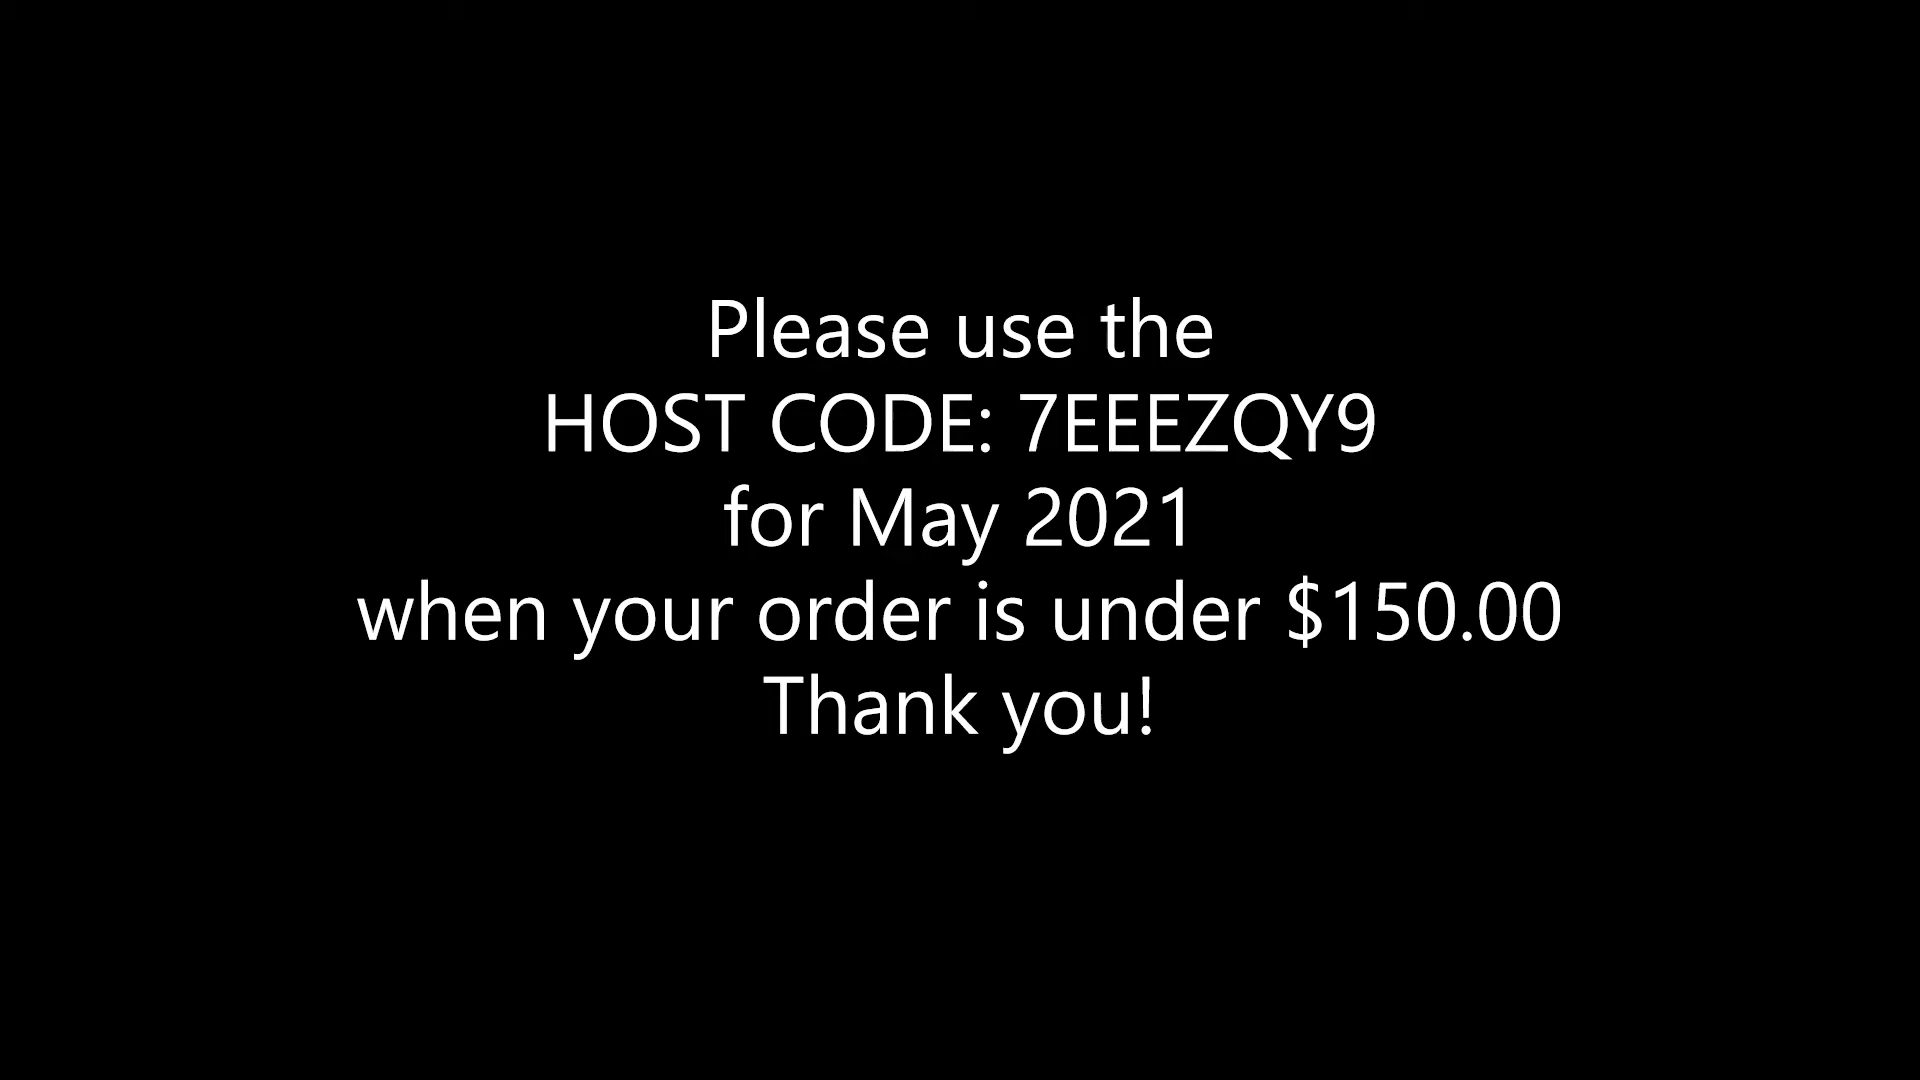 Please use the
HOST CODE: 7EEEZQY9
for May 2021
when your order is under $150.00
Thank you!